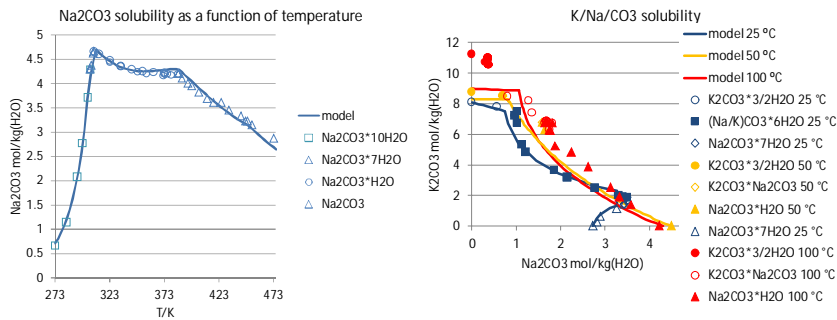 Na2CO3 solubility as a function of temperature
5
4.5
4
3.5
3
2.5
2
1.5
1
0.5
0
Na2CO3 mol/kg(H2O)
273
323
373
423
473
T/K
model
Na2CO3*10H2O
Na2CO3*7H2O
Na2CO3*H2O
Na2CO3
K/Na/CO3 solubility
12
10
8
6
4
2
0
K2CO3 mol/kg(H2O)
0
1
2
3
4
Na2CO3 mol/kg(H2O)
model 25 °C
model 50 °C
model 100 °C
K2CO3*3/2H2O 25 °C
(Na/K)CO3*6H2O 25 °C
Na2CO3*7H2O 25 °C
K2CO3*3/2H2O 50 °C
K2CO3*Na2CO3 50 °C
Na2CO3*H2O 50 °C
Na2CO3*7H2O 25 °C
K2CO3*3/2H2O 100 °C
K2CO3*Na2CO3 100 °C
Na2CO3*H2O 100 °C